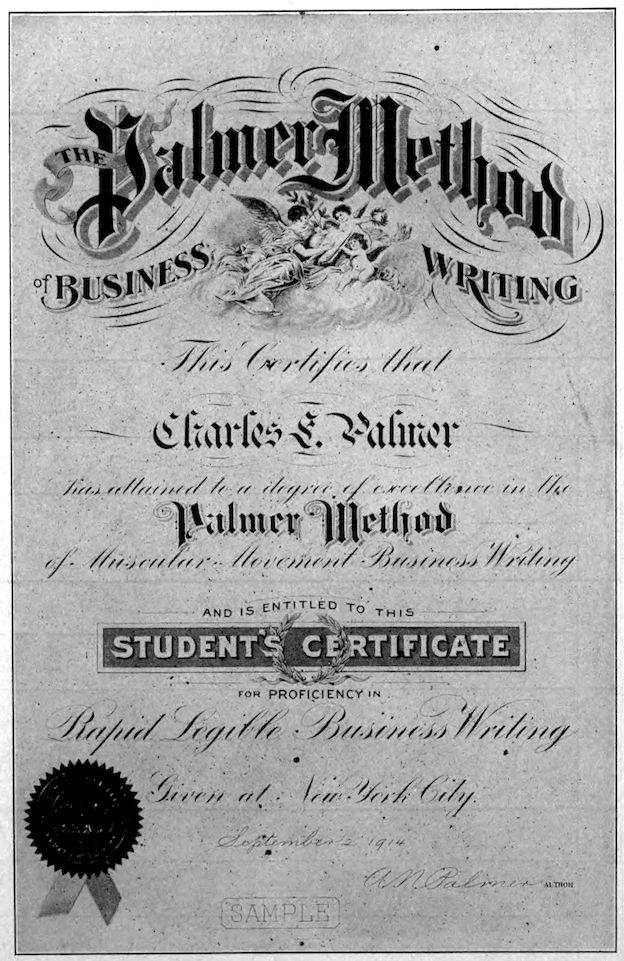 THE Palmer Method
of BUSINESS WRITING
This Certifies that
Charles E. Palmer
has attained to a degree of excellence in the
Palmer Method
of Muscular Movement Business Writing
AND IS ENTITLED TO THIS
STUDENT'S CERTIFICATE
FOR PROFICIENCY IN
Rapid Legible Business Writing
Given at New York City.
September 2 1914
A N Palmer AUTHOR
SAMPLE